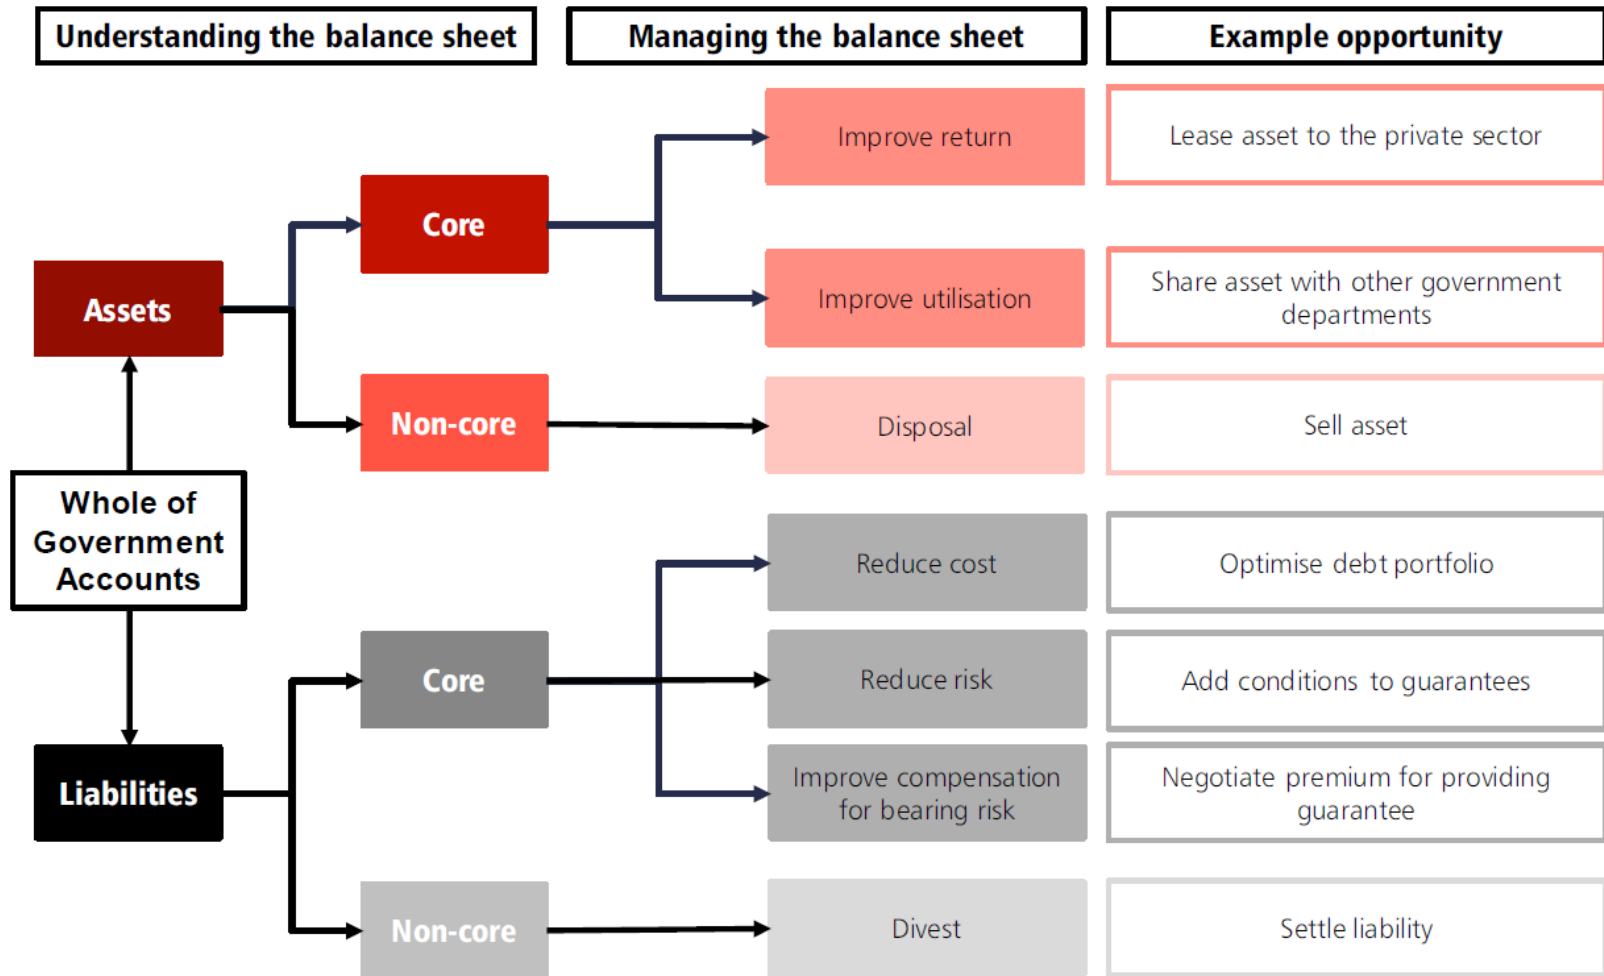 Understanding the balance sheet
Managing the balance sheet
Example opportunity
Improve return
Lease asset to the private sector
Core
Improve utilisation
Share asset with other government
departments
Assets
Non-core
Disposal
Sell asset
Whole of
Government
Accounts
Reduce cost
Optimise debt portfolio
Core
Reduce risk
Add conditions to guarantees
Liabilities
Improve compensation
for bearing risk
Negotiate premium for providing
guarantee
Non-core
Divest
Settle liability